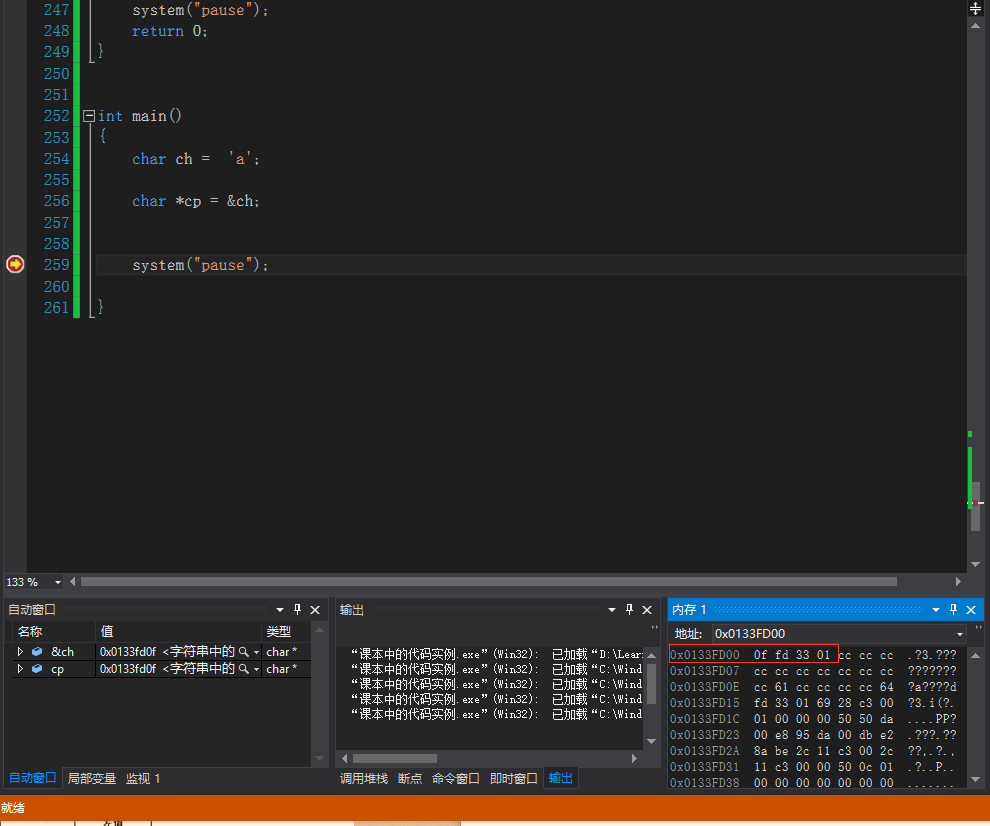 247 system("pause");
248 return 0;
249 }
250
251
252 int main()
253 {
254 char ch = 'a';
255
256 char *cp = &ch;
257
258
259 system("pause");
260
261 }
133 %
自动窗口
名称 值 类型
&ch 0x0133fd0f <字符串中的 char *
cp 0x0133fd0f <字符串中的 char *
自动窗口 局部变量 监视 1
输出
“课本中的代码实例.exe”(Win32): 已加载“D:\Lear
“课本中的代码实例.exe”(Win32): 已加载“C:\Wind
“课本中的代码实例.exe”(Win32): 已加载“C:\Wind
“课本中的代码实例.exe”(Win32): 已加载“C:\Wind
“课本中的代码实例.exe”(Win32): 已加载“C:\Wind
调用堆栈 断点 命令窗口 即时窗口 输出
内存 1
地址: 0x0133FD00
0x0133FD00 0f fd 33 01 cc cc cc .?3.???
0x0133FD07 cc cc cc cc cc cc cc ???????
0x0133FD0E cc 61 cc cc cc cc 64 ?a????d
0x0133FD15 fd 33 01 69 28 c3 00 ?3.i(?.
0x0133FD1C 01 00 00 00 50 50 da ....PP?
0x0133FD23 00 e8 95 da 00 db e2 .???.??
0x0133FD2A 8a be 2c 11 c3 00 2c ??,.?.,
0x0133FD31 11 c3 00 00 50 0c 01 .?..P..
0x0133FD38 00 00 00 00 00 00 00 .......
就绪